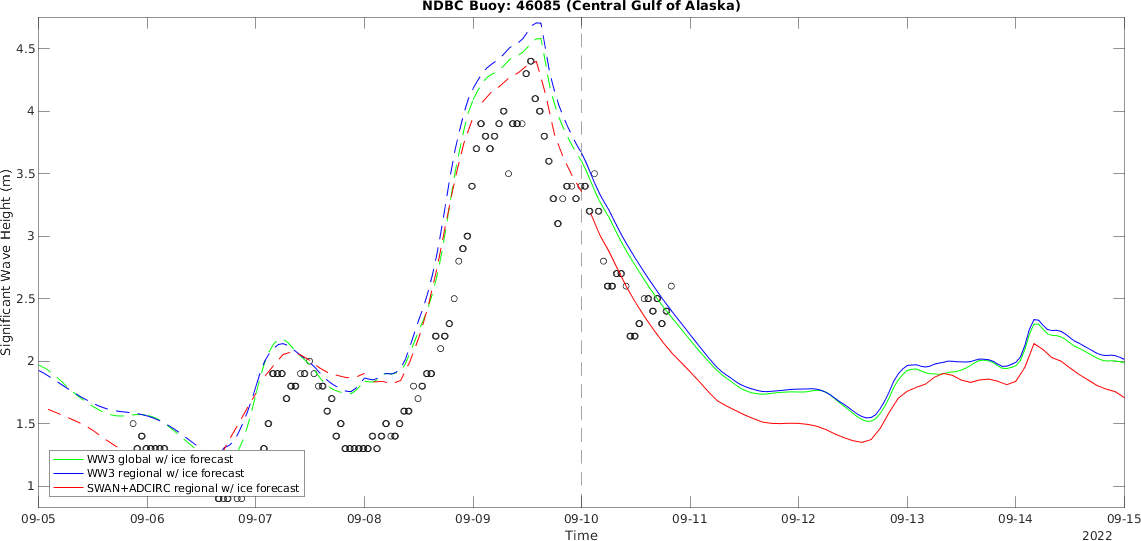 NDBC Buoy: 46085 (Central Gulf of Alaska)
Significant Wave Height (m)
4.5
4
3.5
3
2.5
2
1.5
1
WW3 global w/ ice forecast
WW3 regional w/ ice forecast
SWAN+ADCIRC regional w/ ice forecast
09-05 09-06 09-07 09-08 09-09 09-10 09-11 09-12 09-13 09-14 09-15
Time
2022